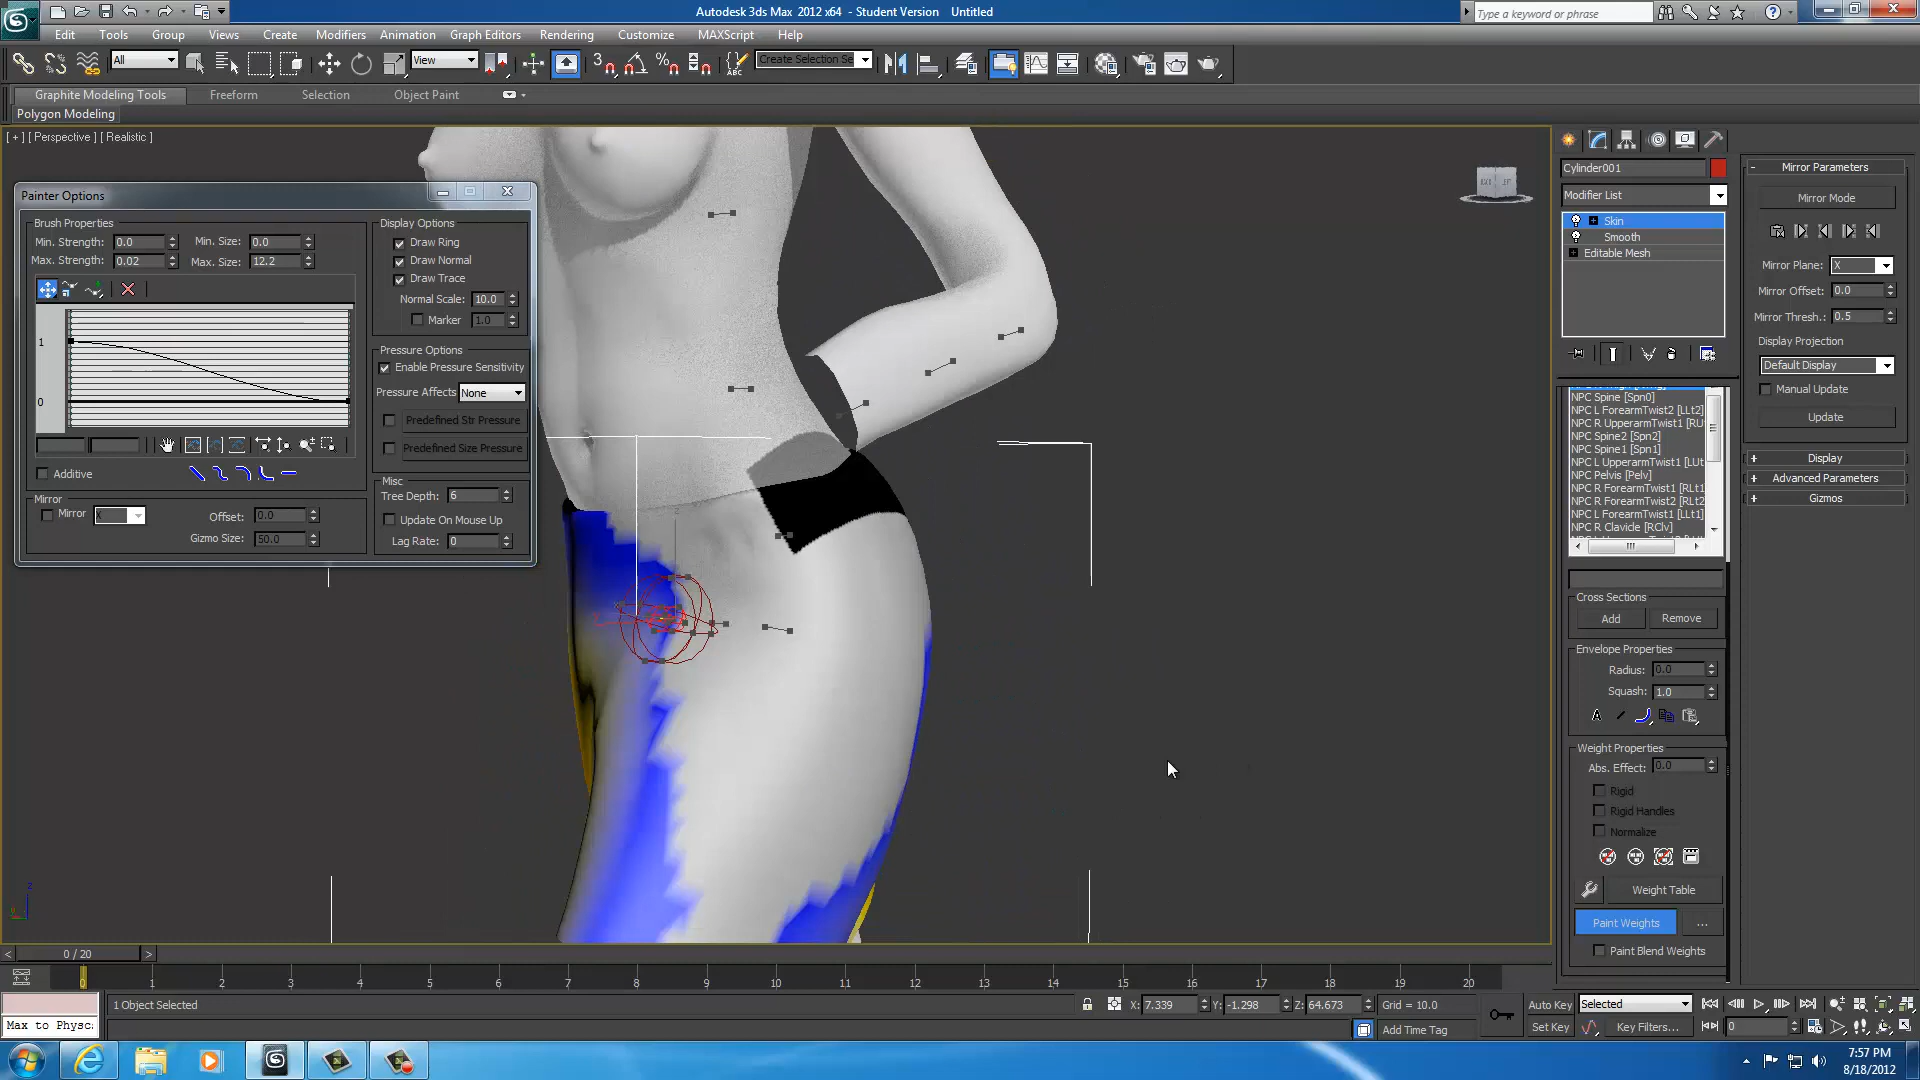 Autodesk 3ds Max 2012 x64 - Student Version Untitled
Type a keyword or phrase
Edit Tools Group Views Create Modifiers Animation Graph Editors Rendering Customize MAXScript Help
All View Create Selection Se
Graphite Modeling Tools Freeform Selection Object Paint
Polygon Modeling
[ + ] [ Perspective ] [ Realistic ]
Painter Options
Brush Properties
Min. Strength: 0.0 Min. Size: 0.0
Max. Strength: 0.02 Max. Size: 12.2
1
0
Additive
Mirror
Mirror X Offset: 0.0
Gizmo Size: 50.0
Display Options
Draw Ring
Draw Normal
Draw Trace
Normal Scale: 10.0
Marker 1.0
Pressure Options
Enable Pressure Sensitivity
Pressure Affects None
Predefined Str Pressure
Predefined Size Pressure
Misc
Tree Depth: 6
Update On Mouse Up
Lag Rate: 0
Cylinder001
Modifier List
Skin
Smooth
Editable Mesh
NPC Spine [Spn0]
NPC L ForearmTwist2 [LLt2]
NPC R UpperarmTwist1 [RU
NPC Spine2 [Spn2]
NPC Spine1 [Spn1]
NPC L UpperarmTwist1 [LUt
NPC Pelvis [Pelv]
NPC R ForearmTwist1 [RLt1]
NPC R ForearmTwist2 [RLt2]
NPC L ForearmTwist1 [LLt1]
NPC R Clavicle [RClv]
Cross Sections
Add Remove
Envelope Properties
Radius: 0.0
Squash: 1.0
Weight Properties
Abs. Effect: 0.0
Rigid
Rigid Handles
Normalize
Weight Table
Paint Weights ...
Paint Blend Weights
Mirror Parameters
Mirror Mode
Mirror Plane: X
Mirror Offset: 0.0
Mirror Thresh.: 0.5
Display Projection
Default Display
Manual Update
Update
Display
Advanced Parameters
Gizmos
0 / 20
0 1 2 3 4 5 6 7 8 9 10 11 12 13 14 15 16 17 18 19 20
1 Object Selected
X: 7.339 Y: -1.298 Z: 64.673 Grid = 10.0
Auto Key Selected
Max to Physc:
Add Time Tag
Set Key Key Filters... 0
7:57 PM
8/18/2012